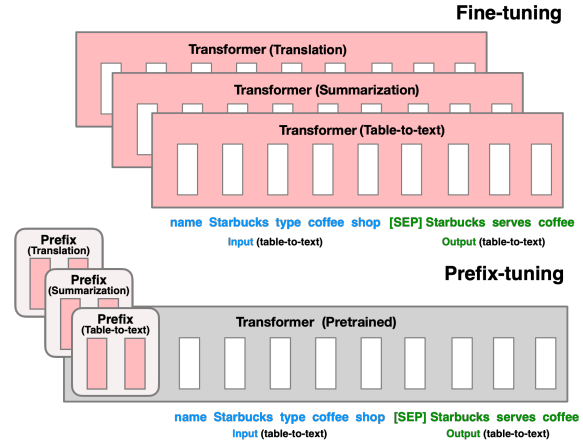 Fine-tuning
Transformer (Translation)
Transformer (Summarization)
Transformer (Table-to-text)
name Starbucks type coffee shop [SEP] Starbucks serves coffee
Input (table-to-text) Output (table-to-text)
Prefix-tuning
Prefix
(Translation)
Prefix
(Summarization)
Prefix
(Table-to-text)
Transformer (Pretrained)
name Starbucks type coffee shop [SEP] Starbucks serves coffee
Input (table-to-text) Output (table-to-text)